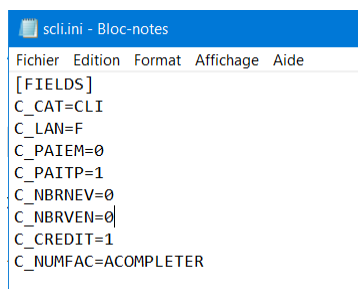 scli.ini - Bloc-notes
Fichier Edition Format Affichage Aide
[FIELDS]
C_CAT=CLI
C_LAN=F
C_PAIEM=0
C_PAITP=1
C_NBRNEV=0
C_NBRVEN=0
C_CREDIT=1
C_NUMFAC=ACOMPLETER